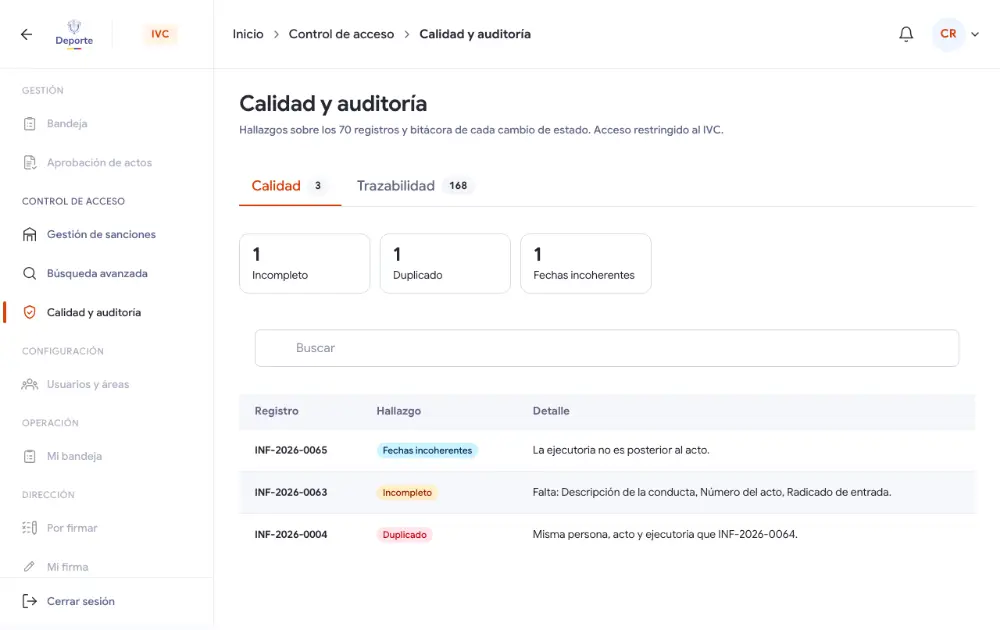 Deporte
IVC
Inicio > Control de acceso > Calidad y auditoría
CR
GESTIÓN
Bandeja
Aprobación de actos
CONTROL DE ACCESO
Gestión de sanciones
Búsqueda avanzada
Calidad y auditoría
CONFIGURACIÓN
Usuarios y áreas
OPERACIÓN
Mi bandeja
DIRECCIÓN
Por firmar
Mi firma
Cerrar sesión
Calidad y auditoría
Hallazgos sobre los 70 registros y bitácora de cada cambio de estado. Acceso restringido al IVC.
Calidad 3 Trazabilidad 168
1 1 1
Incompleto Duplicado Fechas incoherentes
Buscar
Registro Hallazgo Detalle
INF-2026-0065 Fechas incoherentes La ejecutoria no es posterior al acto.
INF-2026-0063 Incompleto Falta: Descripción de la conducta, Número del acto, Radicado de entrada.
INF-2026-0004 Duplicado Misma persona, acto y ejecutoria que INF-2026-0064.